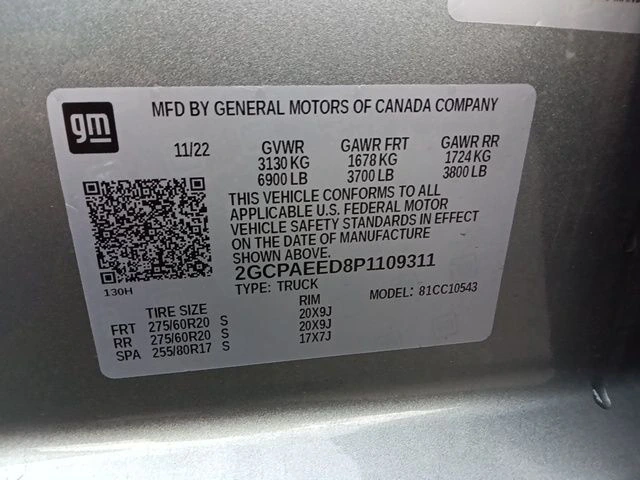 gm
MFD BY GENERAL MOTORS OF CANADA COMPANY
11/22 GVWR GAWR FRT GAWR RR
3130 KG 1678 KG 1724 KG
6900 LB 3700 LB 3800 LB
THIS VEHICLE CONFORMS TO ALL
APPLICABLE U.S. FEDERAL MOTOR
VEHICLE SAFETY STANDARDS IN EFFECT
ON THE DATE OF MANUFACTURE
SHOWN ABOVE.
2GCPAEED8P1109311
130H
TYPE: TRUCK MODEL: 81CC10543
TIRE SIZE RIM
FRT 275/60R20 S 20X9J
RR 275/60R20 S 20X9J
SPA 255/80R17 S 17X7J